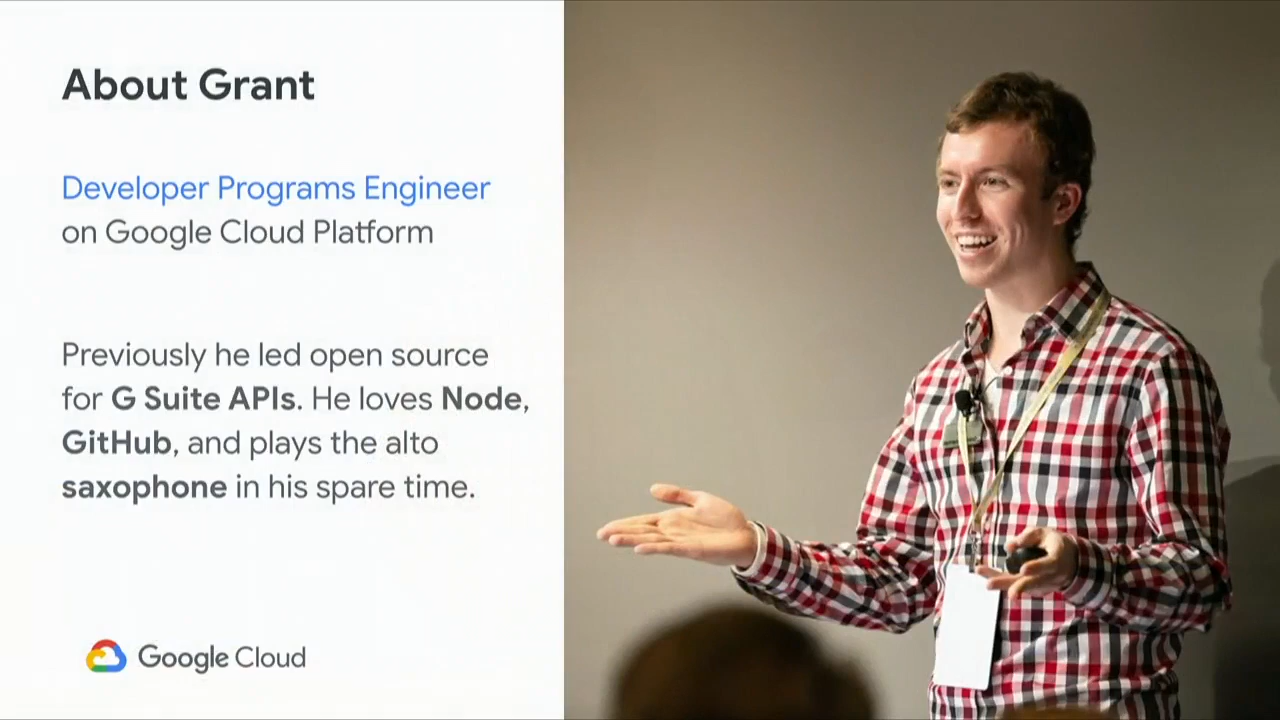 About Grant
Developer Programs Engineer
on Google Cloud Platform
Previously he led open source
for G Suite APIs. He loves Node,
GitHub, and plays the alto
saxophone in his spare time.
Google Cloud